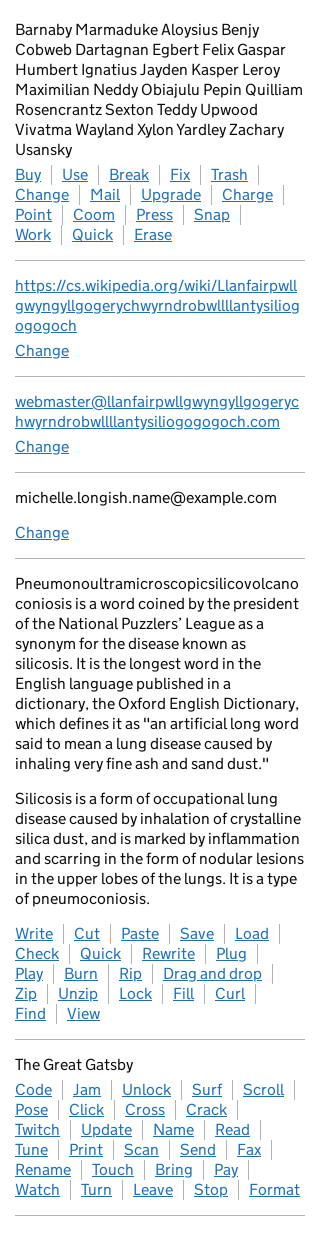 Barnaby Marmaduke Aloysius Benjy
Cobweb Dartagnan Egbert Felix Gaspar
Humbert Ignatius Jayden Kasper Leroy
Maximilian Neddy Obiajulu Pepin Quilliam
Rosencrantz Sexton Teddy Upwood
Vivatma Wayland Xylon Yardley Zachary
Usansky
Buy Use Break Fix Trash
Change Mail Upgrade Charge
Point Coom Press Snap
Work Quick Erase
https://cs.wikipedia.org/wiki/Llanfairpwll
gwyngyllgogerychwyrndrobwllllantysiliog
ogogoch
Change
webmaster@llanfairpwllgwyngyllgogeryc
hwyrndrobwllllantysiliogogogoch.com
Change
michelle.longish.name@example.com
Change
Pneumonoultramicroscopicsilicovolcano
coniosis is a word coined by the president
of the National Puzzlers’ League as a
synonym for the disease known as
silicosis. It is the longest word in the
English language published in a
dictionary, the Oxford English Dictionary,
which defines it as "an artificial long word
said to mean a lung disease caused by
inhaling very fine ash and sand dust."
Silicosis is a form of occupational lung
disease caused by inhalation of crystalline
silica dust, and is marked by inflammation
and scarring in the form of nodular lesions
in the upper lobes of the lungs. It is a type
of pneumoconiosis.
Write Cut Paste Save Load
Check Quick Rewrite Plug
Play Burn Rip Drag and drop
Zip Unzip Lock Fill Curl
Find View
The Great Gatsby
Code Jam Unlock Surf Scroll
Pose Click Cross Crack
Twitch Update Name Read
Tune Print Scan Send Fax
Rename Touch Bring Pay
Watch Turn Leave Stop Format